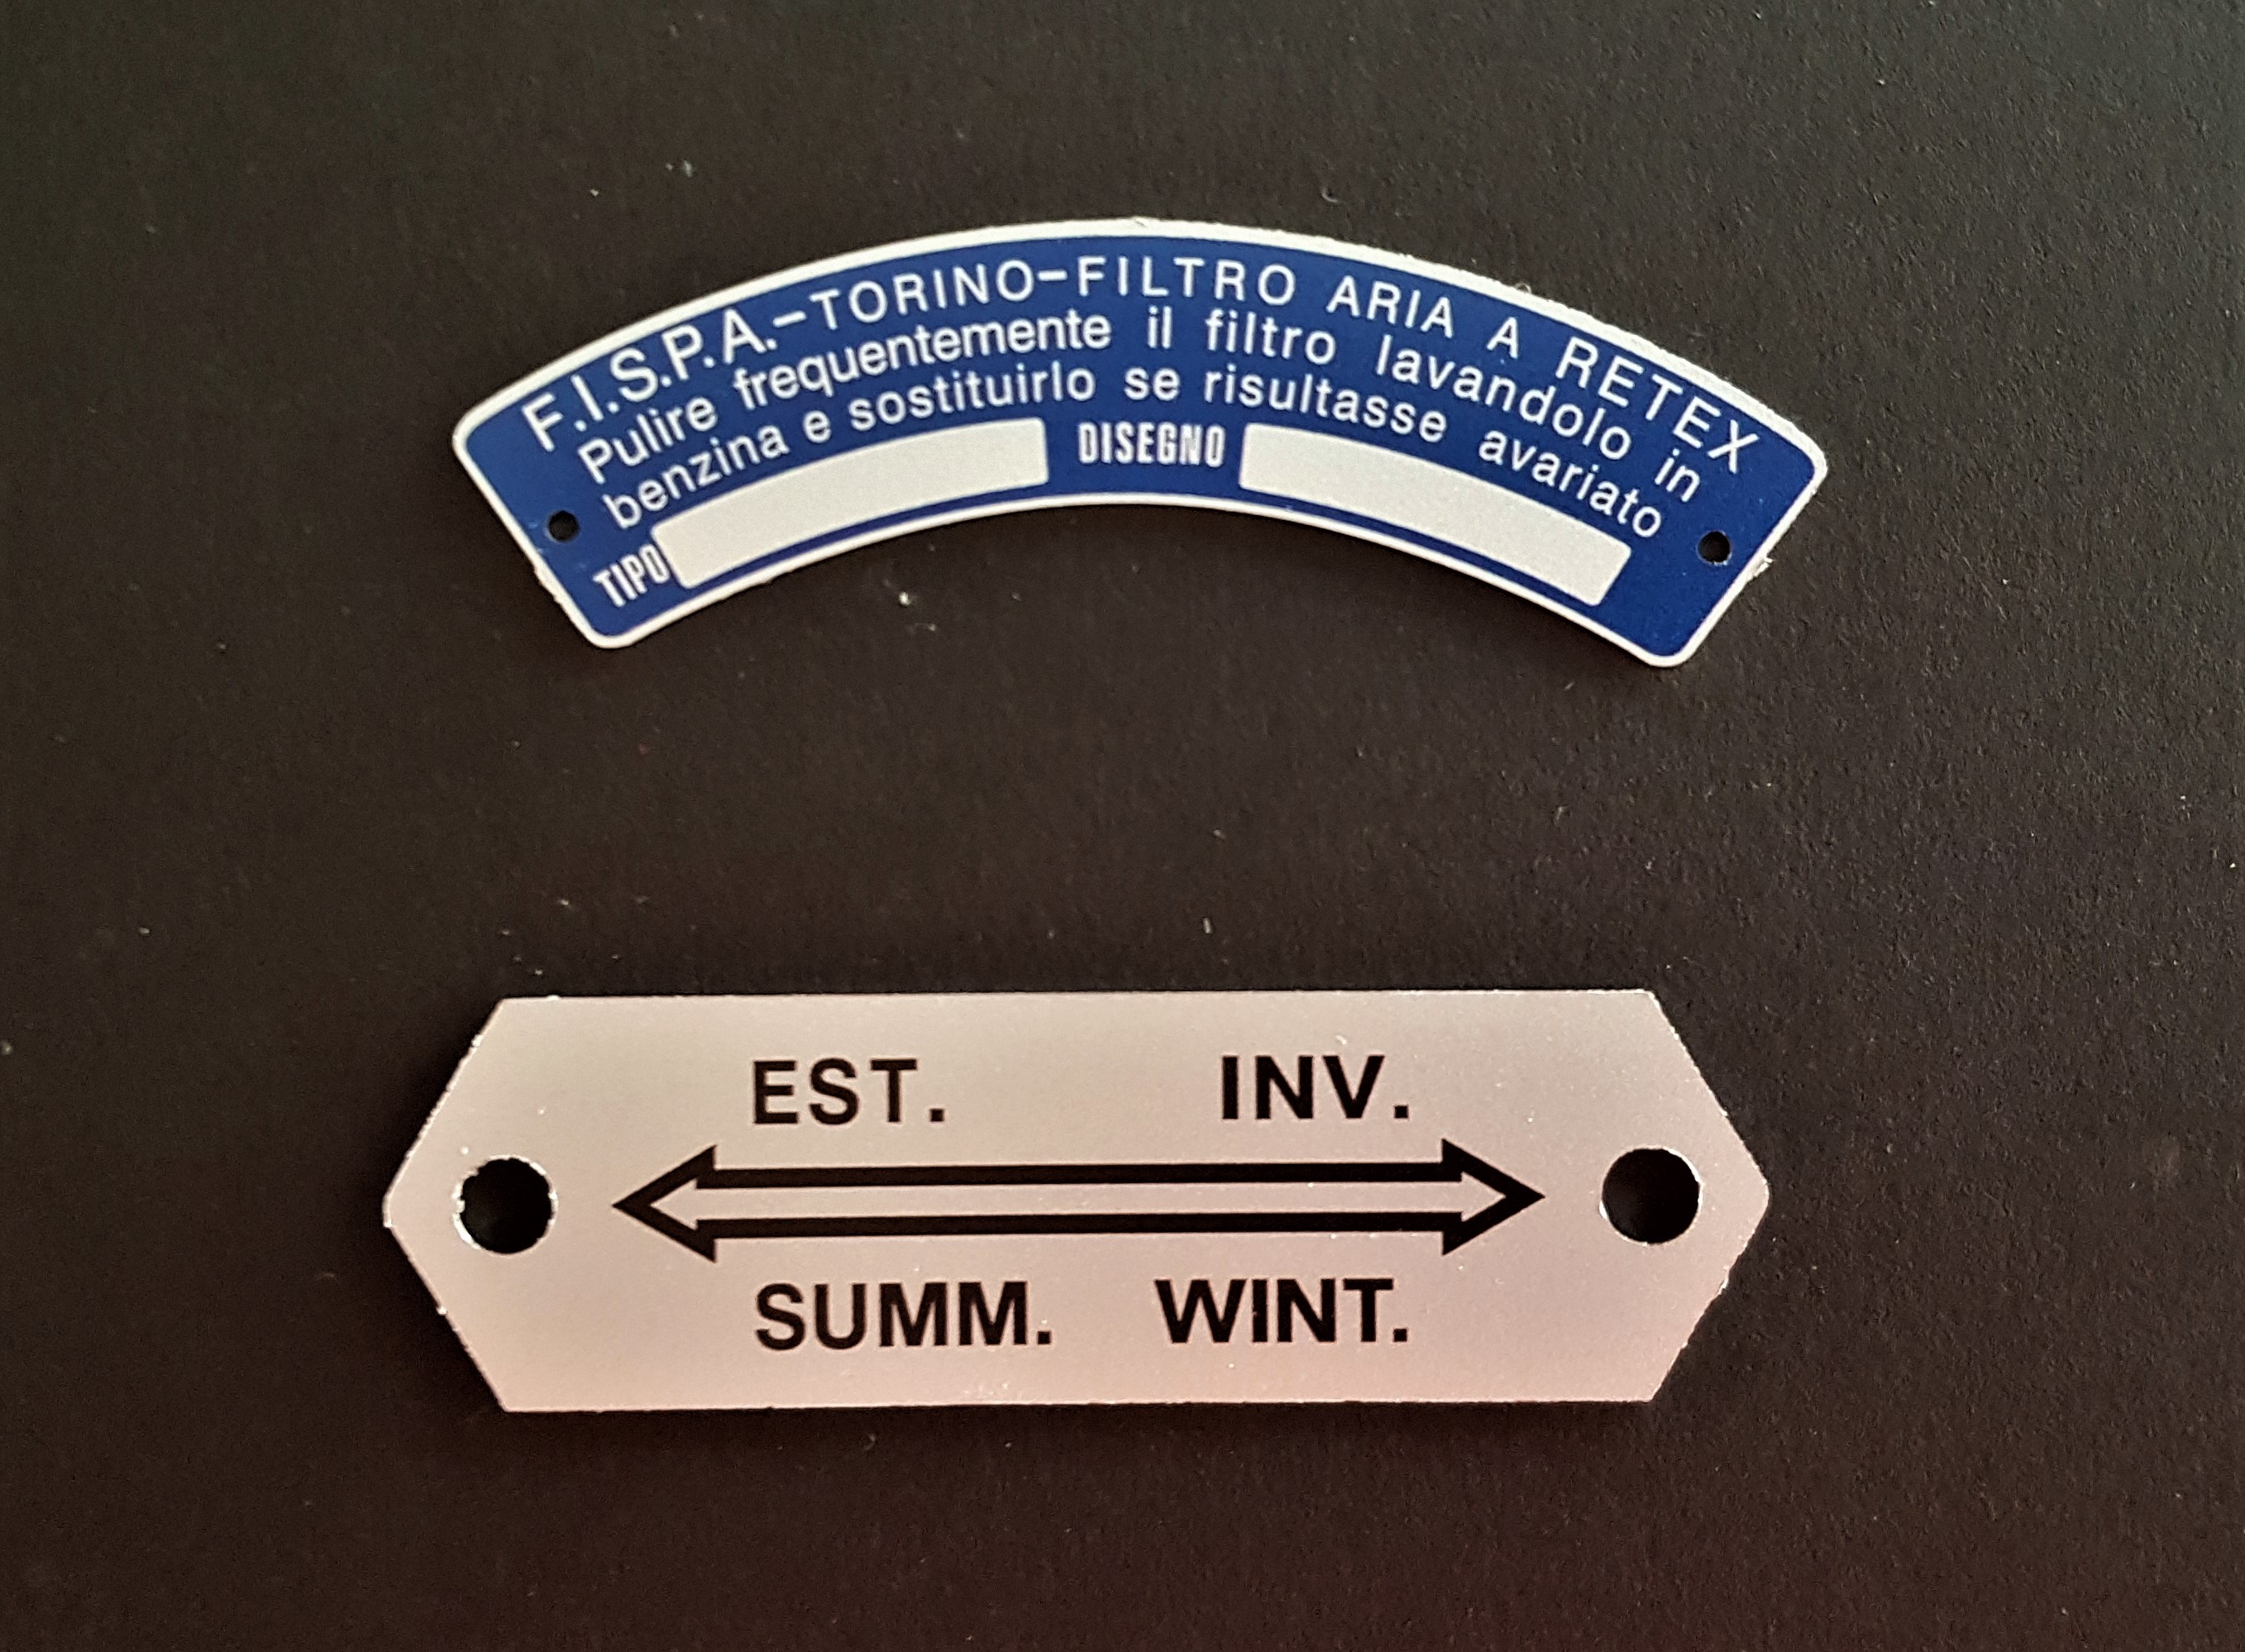 F.I.S.P.A.-TORINO-FILTRO ARIA A RETEX
Pulire frequentemente il filtro lavandolo in
benzina e sostituirlo se risultasse avariato
TIPO DISEGNO
EST. INV.
SUMM. WINT.